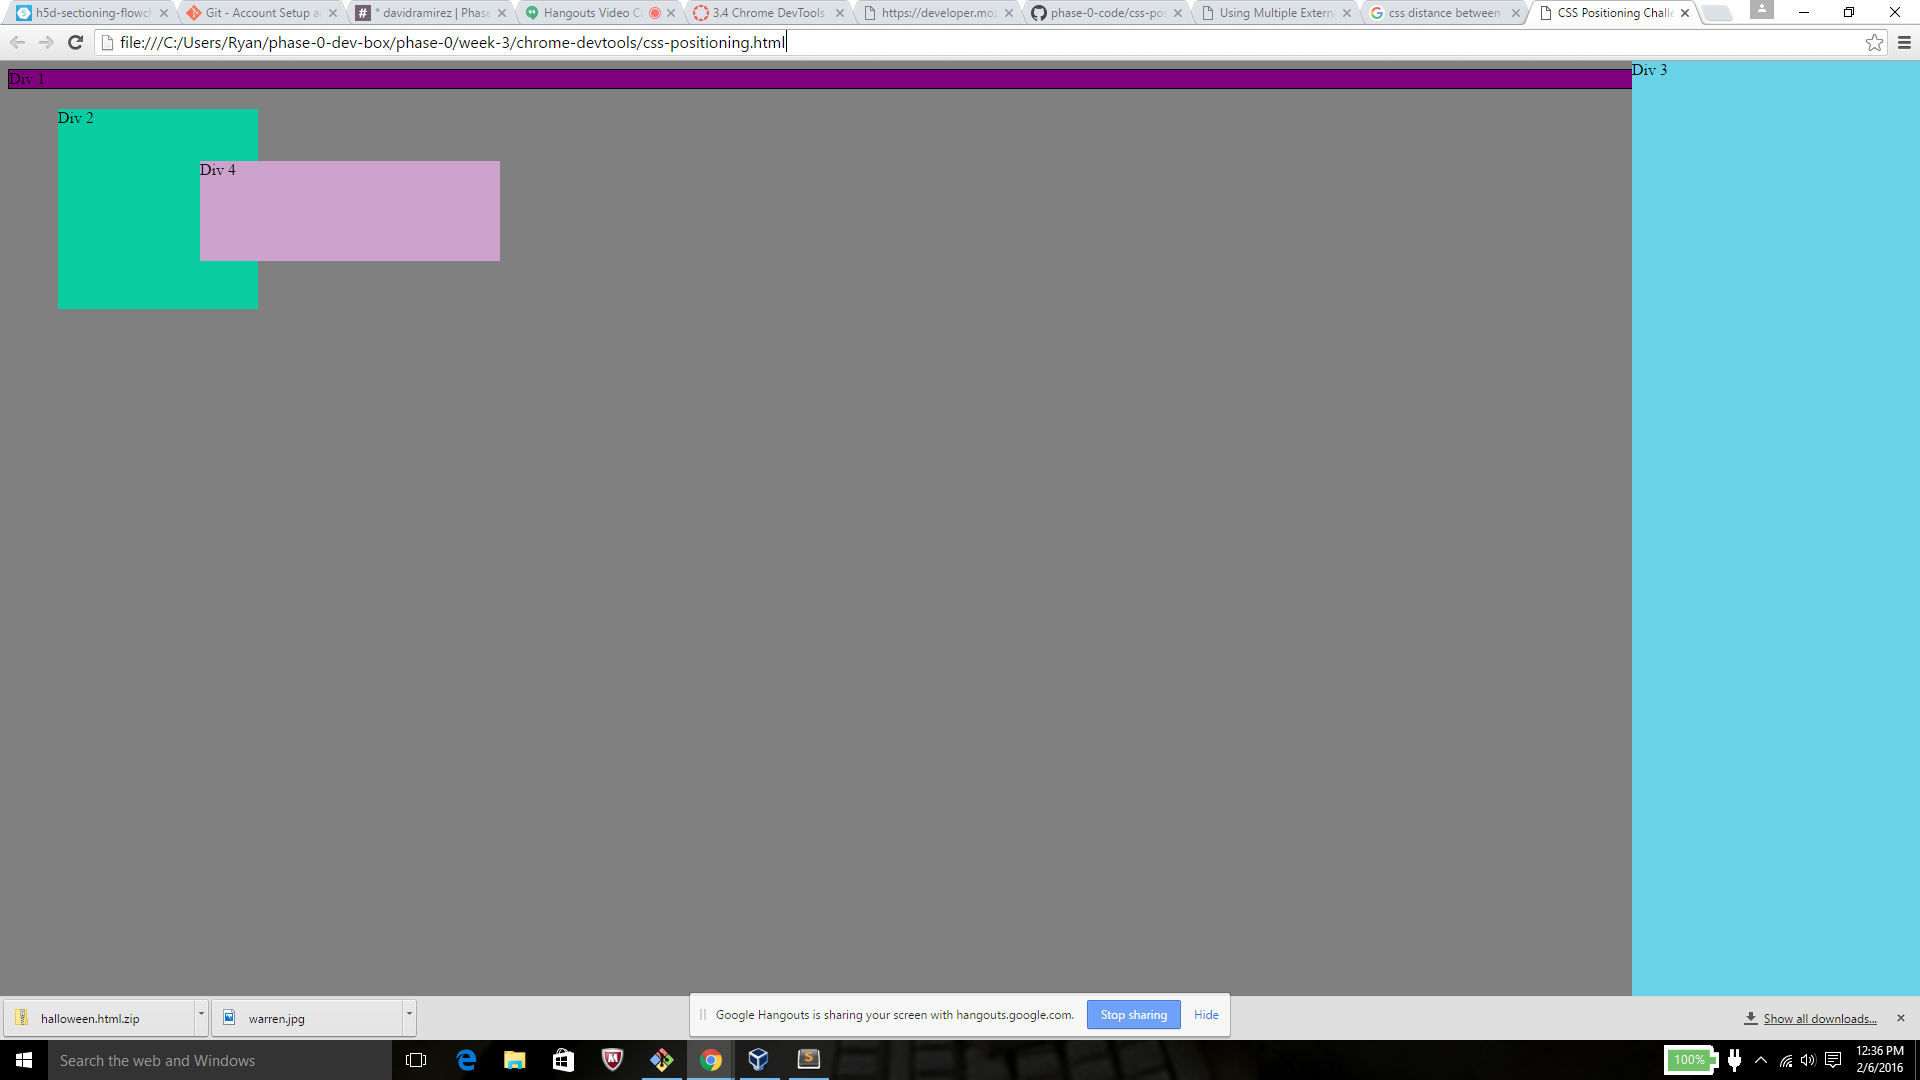 h5d-sectioning-flowch
Git - Account Setup a
* davidramirez | Phase
Hangouts Video C
3.4 Chrome DevTools
https://developer.moz
phase-0-code/css-po
Using Multiple Extern
css distance between
CSS Positioning Chall
file:///C:/Users/Ryan/phase-0-dev-box/phase-0/week-3/chrome-devtools/css-positioning.html
Div 1
Div 3
Div 2
Div 4
halloween.html.zip
warren.jpg
Google Hangouts is sharing your screen with hangouts.google.com.
Stop sharing
Hide
Show all downloads...
Search the web and Windows
100%
12:36 PM
2/6/2016